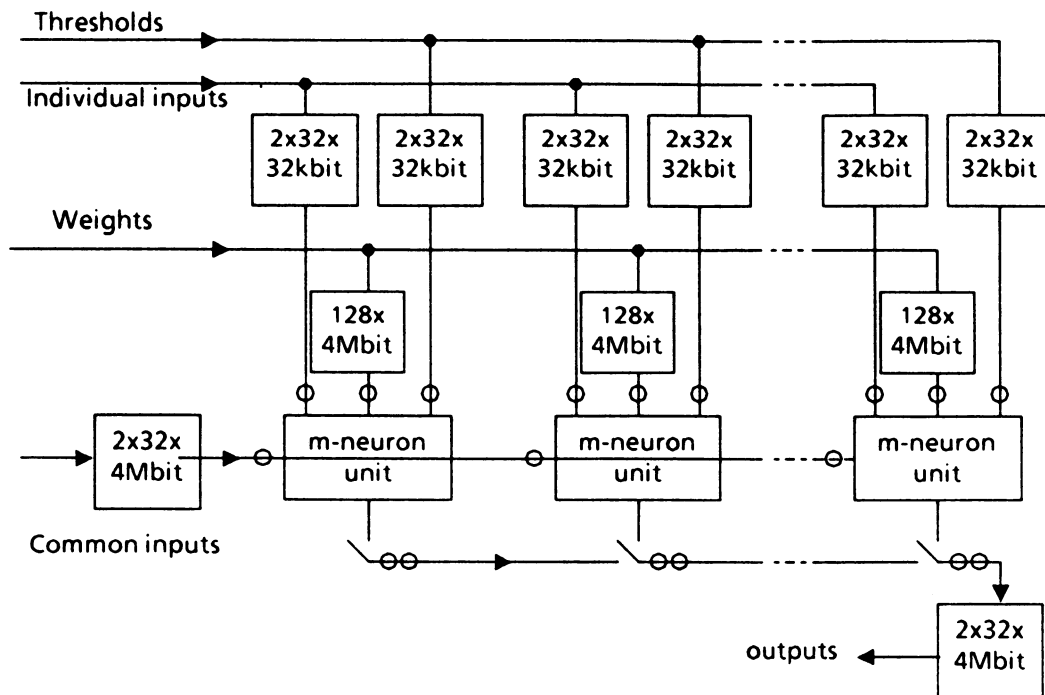 Thresholds
Individual inputs
2x32x
32kbit
2x32x
32kbit
2x32x
32kbit
2x32x
32kbit
2x32x
32kbit
2x32x
32kbit
Weights
128x
4Mbit
128x
4Mbit
128x
4Mbit
2x32x
4Mbit
m-neuron
unit
m-neuron
unit
m-neuron
unit
Common inputs
outputs
2x32x
4Mbit